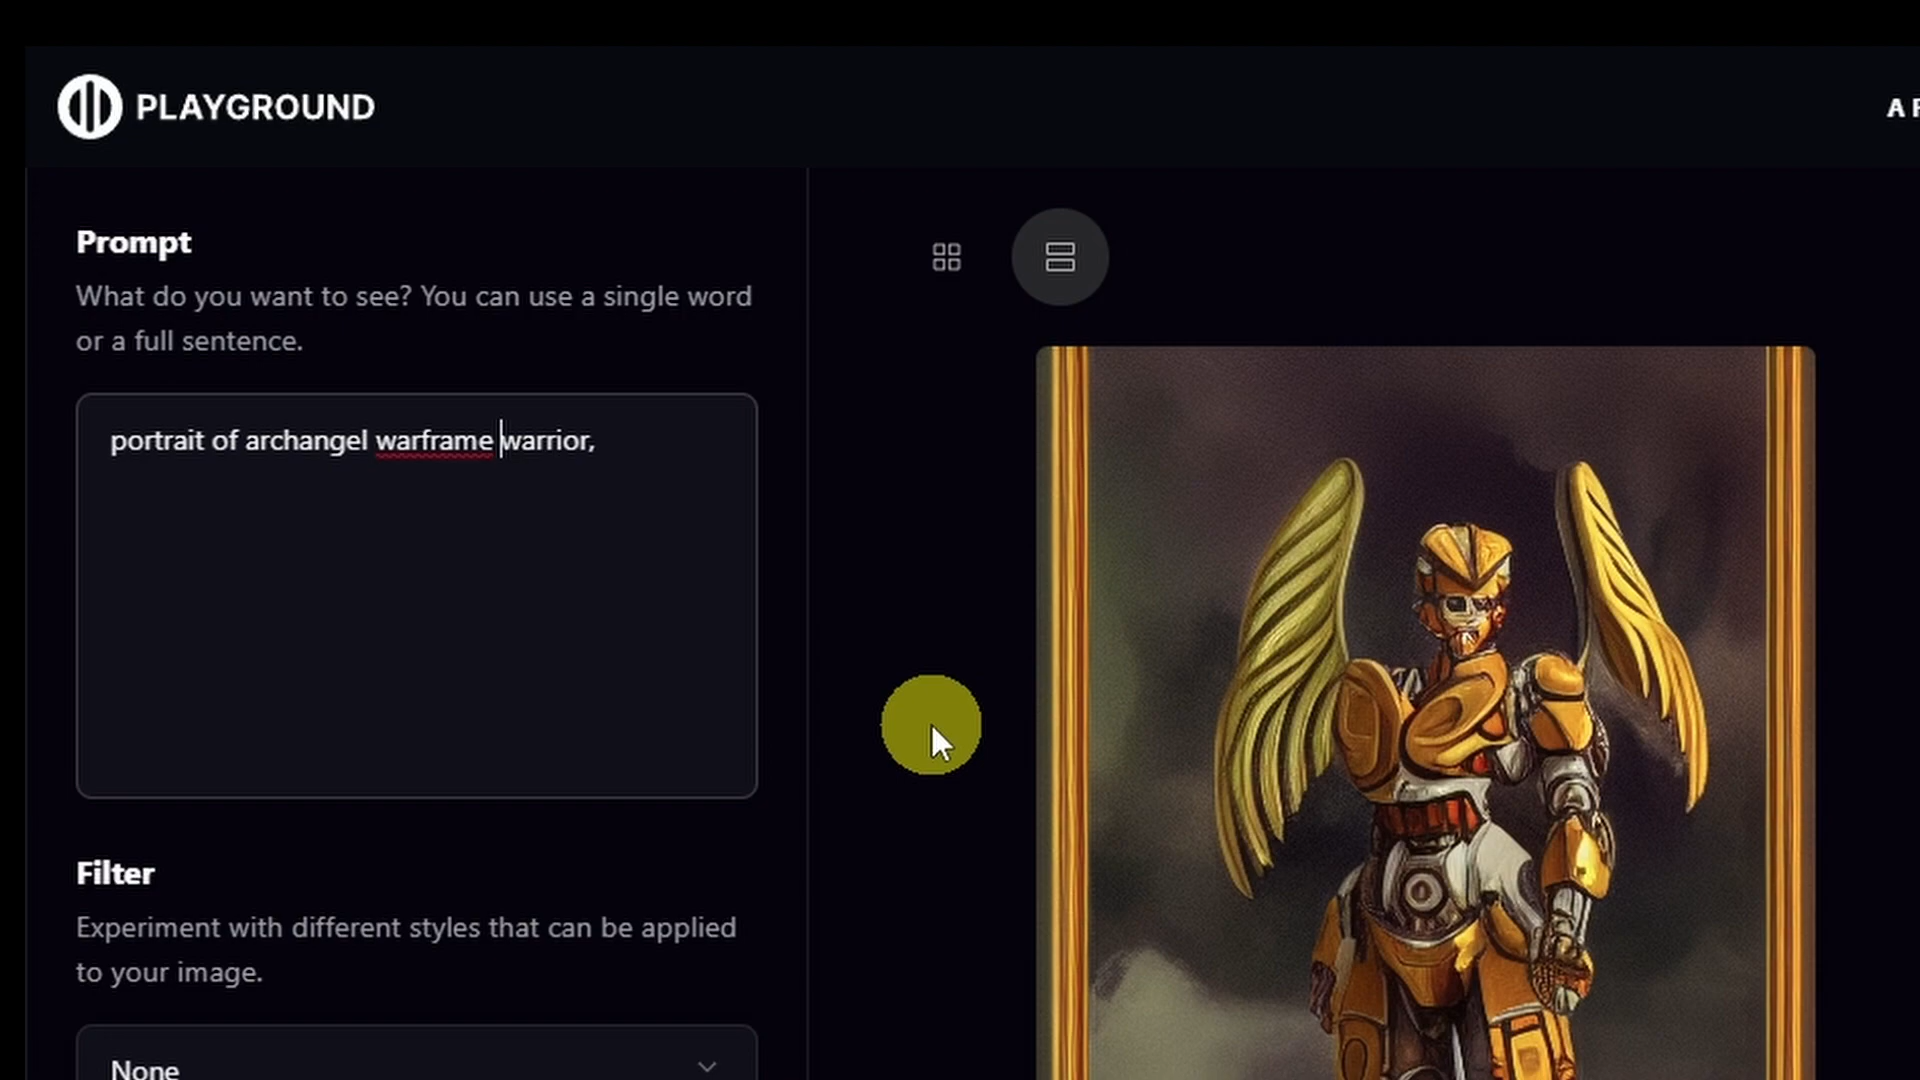 PLAYGROUND
Prompt
What do you want to see? You can use a single word
or a full sentence.
portrait of archangel warframe warrior,
Filter
Experiment with different styles that can be applied
to your image.
None